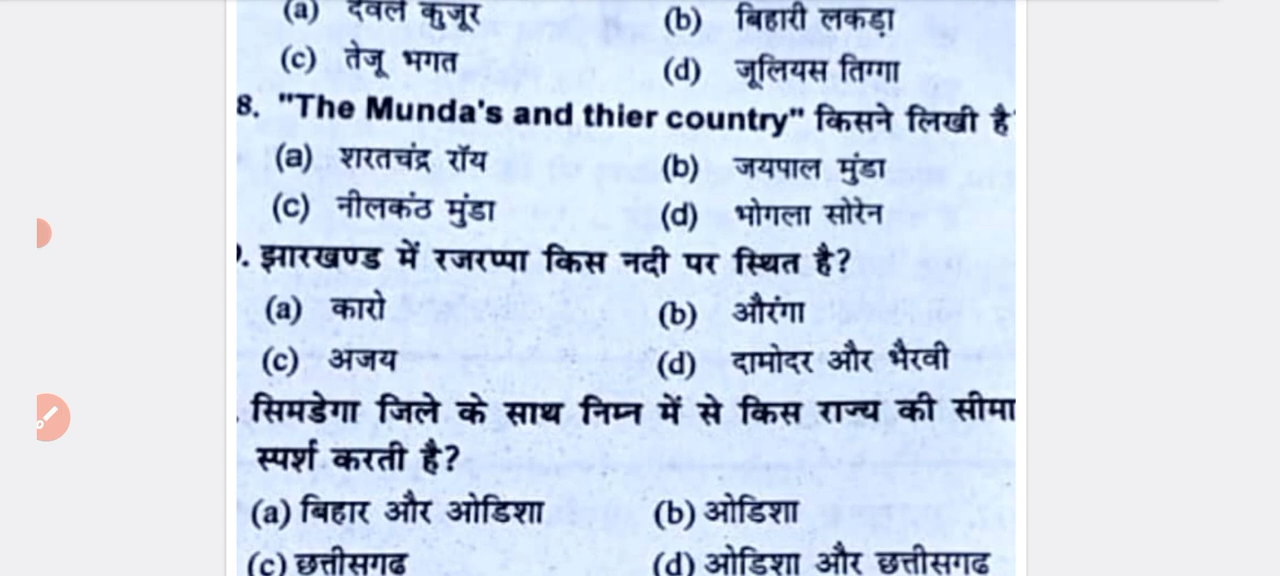 (a) देवले कुजूर (b) बिहारी लकड़ा
(c) तेजू भगत (d) जूलियस तिग्गा
8. "The Munda's and thier country" किसने लिखी है
(a) शरतचंद्र रॉय (b) जयपाल मुंडा
(c) नीलकंठ मुंडा (d) भोगला सोरेन
. झारखण्ड में रजरप्पा किस नदी पर स्थित है?
(a) कारो (b) औरंगा
(c) अजय (d) दामोदर और भैरवी
. सिमडेगा जिले के साथ निम्न में से किस राज्य की सीमा
स्पर्श करती है?
(a) बिहार और ओडिशा (b) ओडिशा
(c) छत्तीसगढ (d) ओडिशा और छत्तीसगढ